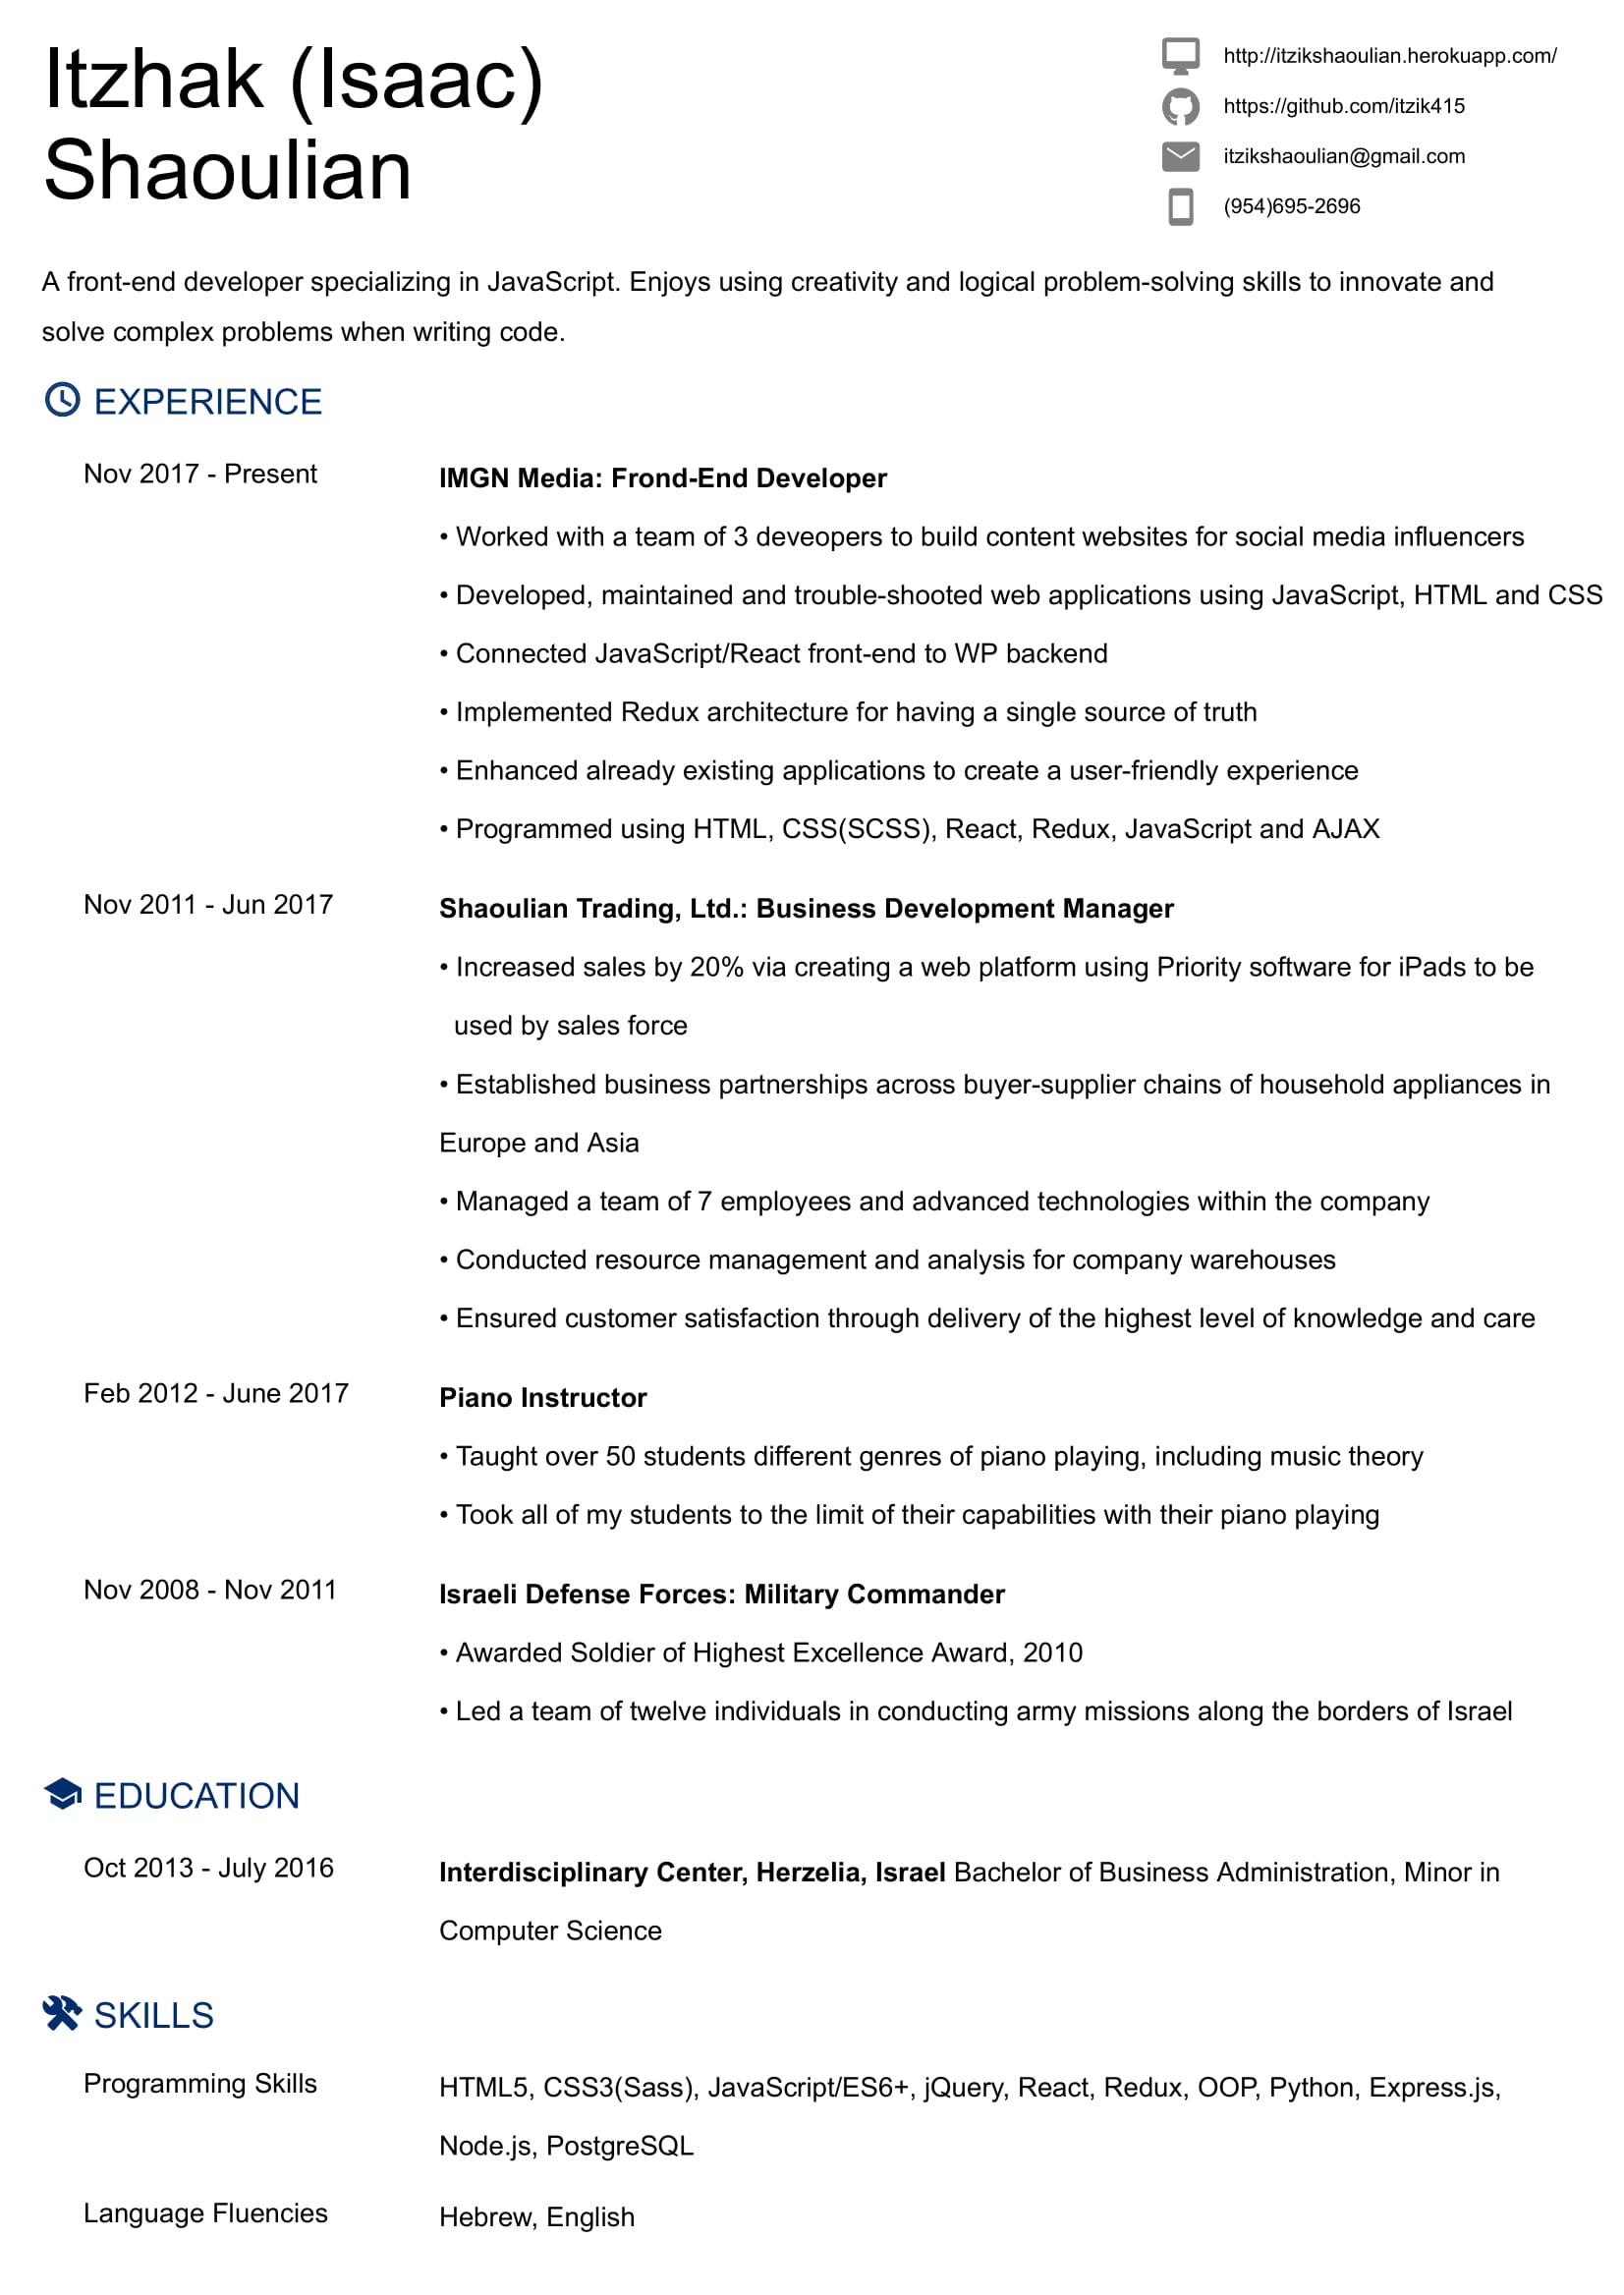 Itzhak (Isaac)
Shaoulian
http://itzikshaoulian.herokuapp.com/
https://github.com/itzik415
itzikshaoulian@gmail.com
(954)695-2696
A front-end developer specializing in JavaScript. Enjoys using creativity and logical problem-solving skills to innovate and
solve complex problems when writing code.
EXPERIENCE
Nov 2017 - Present
IMGN Media: Frond-End Developer
• Worked with a team of 3 deveopers to build content websites for social media influencers
• Developed, maintained and trouble-shooted web applications using JavaScript, HTML and CSS
• Connected JavaScript/React front-end to WP backend
• Implemented Redux architecture for having a single source of truth
• Enhanced already existing applications to create a user-friendly experience
• Programmed using HTML, CSS(SCSS), React, Redux, JavaScript and AJAX
Nov 2011 - Jun 2017
Shaoulian Trading, Ltd.: Business Development Manager
• Increased sales by 20% via creating a web platform using Priority software for iPads to be
used by sales force
• Established business partnerships across buyer-supplier chains of household appliances in
Europe and Asia
• Managed a team of 7 employees and advanced technologies within the company
• Conducted resource management and analysis for company warehouses
• Ensured customer satisfaction through delivery of the highest level of knowledge and care
Feb 2012 - June 2017
Piano Instructor
• Taught over 50 students different genres of piano playing, including music theory
• Took all of my students to the limit of their capabilities with their piano playing
Nov 2008 - Nov 2011
Israeli Defense Forces: Military Commander
• Awarded Soldier of Highest Excellence Award, 2010
• Led a team of twelve individuals in conducting army missions along the borders of Israel
EDUCATION
Oct 2013 - July 2016
Interdisciplinary Center, Herzelia, Israel Bachelor of Business Administration, Minor in
Computer Science
SKILLS
Programming Skills
HTML5, CSS3(Sass), JavaScript/ES6+, jQuery, React, Redux, OOP, Python, Express.js,
Node.js, PostgreSQL
Language Fluencies
Hebrew, English